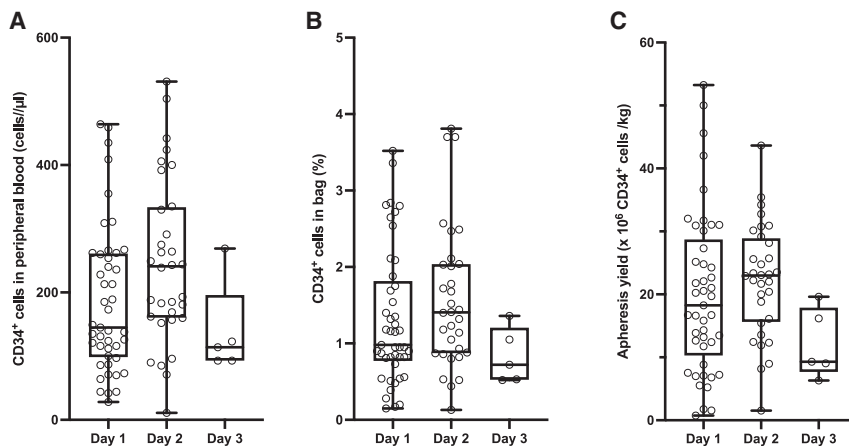 A
CD34⁺ cells in peripheral blood (cells//µl)
600
400
200
0
Day 1 Day 2 Day 3
B
CD34⁺ cells in bag (%)
5
4
3
2
1
0
Day 1 Day 2 Day 3
C
Apheresis yield (x 10⁶ CD34⁺ cells /kg)
60
40
20
0
Day 1 Day 2 Day 3